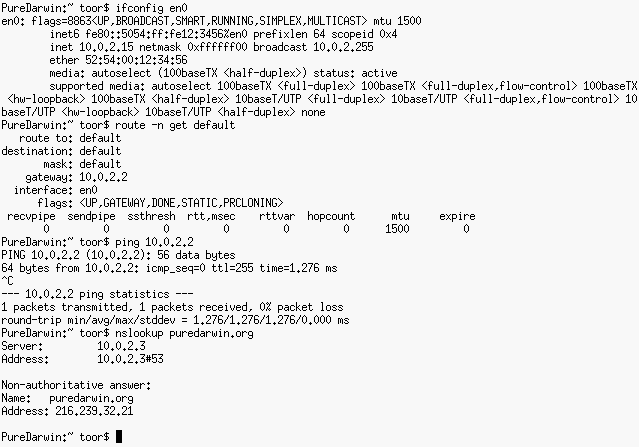 PureDarwin:~ toor$ ifconfig en0
en0: flags=8863<UP,BROADCAST,SMART,RUNNING,SIMPLEX,MULTICAST> mtu 1500
inet6 fe80::5054:ff:fe12:3456%en0 prefixlen 64 scopeid 0x4
inet 10.0.2.15 netmask 0xffffff00 broadcast 10.0.2.255
ether 52:54:00:12:34:56
media: autoselect (100baseTX <half-duplex>) status: active
supported media: autoselect 100baseTX <full-duplex> 100baseTX <full-duplex,flow-control> 100baseTX
<hw-loopback> 100baseTX <half-duplex> 10baseT/UTP <full-duplex> 10baseT/UTP <full-duplex,flow-control> 10
baseT/UTP <hw-loopback> 10baseT/UTP <half-duplex> none
PureDarwin:~ toor$ route -n get default
route to: default
destination: default
mask: default
gateway: 10.0.2.2
interface: en0
flags: <UP,GATEWAY,DONE,STATIC,PRCLONING>
recvpipe sendpipe ssthresh rtt,msec rttvar hopcount mtu expire
0 0 0 0 0 0 1500 0
PureDarwin:~ toor$ ping 10.0.2.2
PING 10.0.2.2 (10.0.2.2): 56 data bytes
64 bytes from 10.0.2.2: icmp_seq=0 ttl=255 time=1.276 ms
^C
--- 10.0.2.2 ping statistics ---
1 packets transmitted, 1 packets received, 0% packet loss
round-trip min/avg/max/stddev = 1.276/1.276/1.276/0.000 ms
PureDarwin:~ toor$ nslookup puredarwin.org
Server: 10.0.2.3
Address: 10.0.2.3#53
Non-authoritative answer:
Name: puredarwin.org
Address: 216.239.32.21
PureDarwin:~ toor$